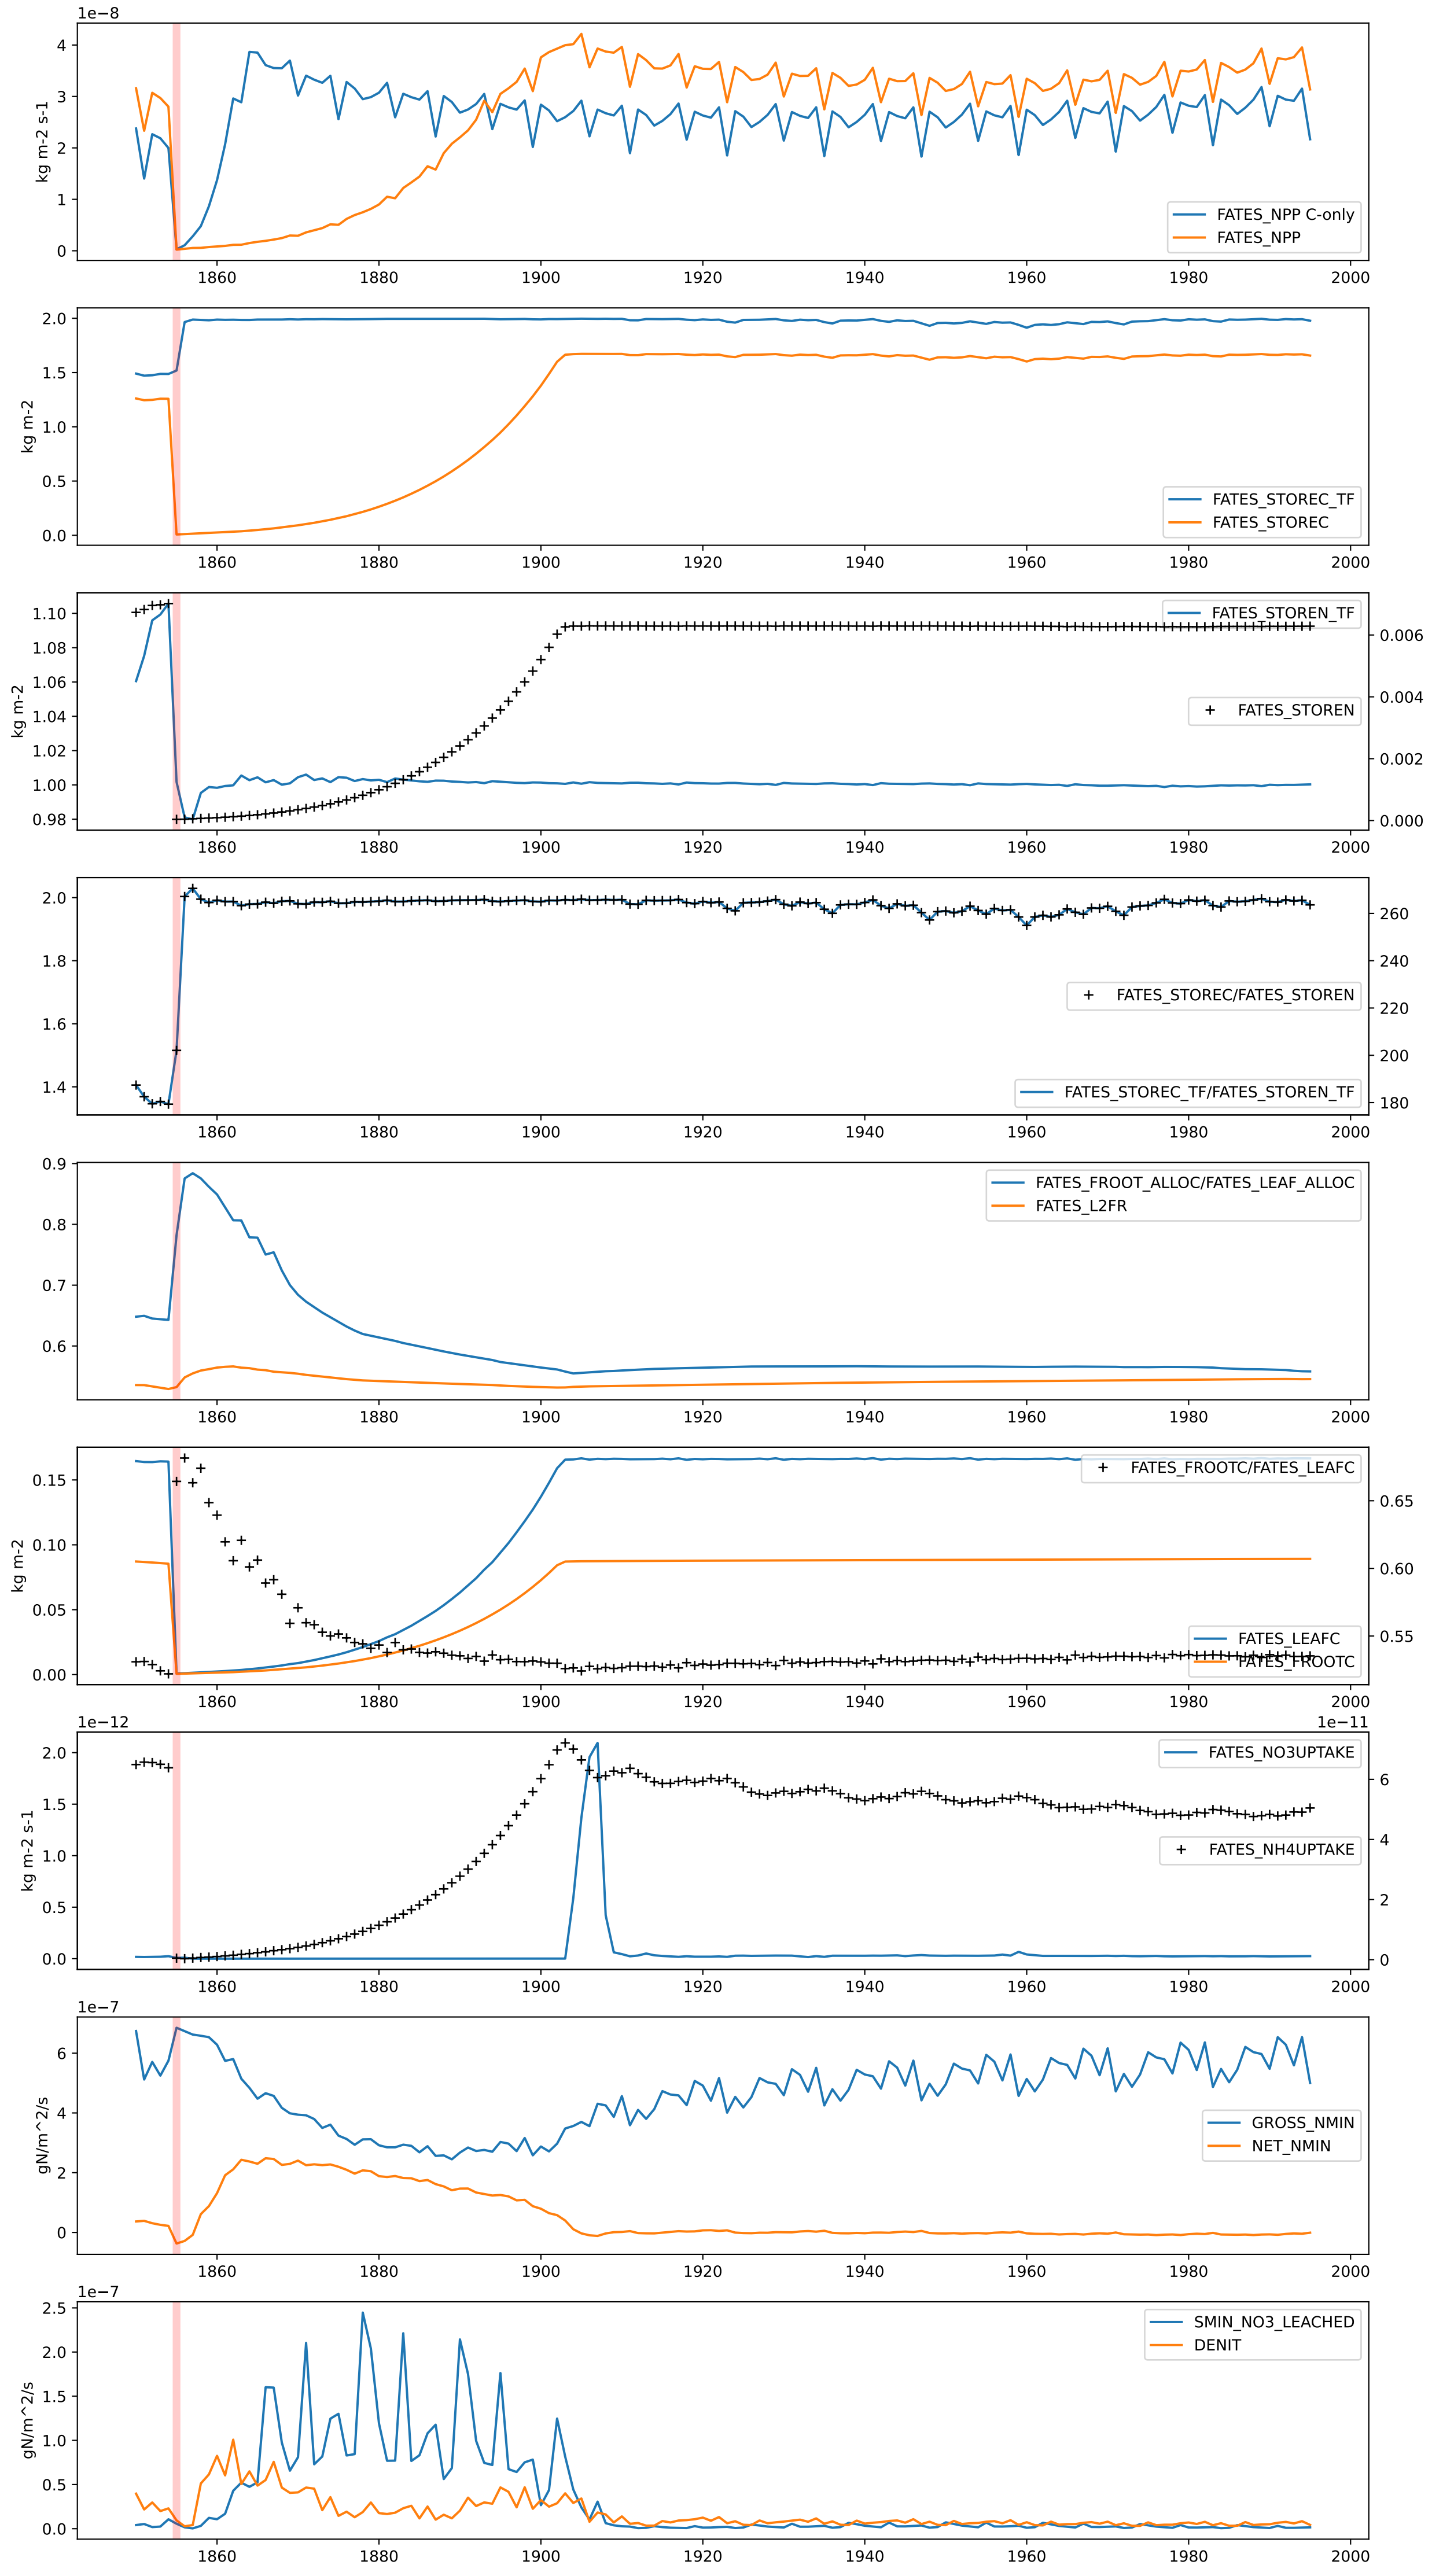 1e−8
kg m-2 s-1
4
3
2
1
0
FATES_NPP C-only
FATES_NPP
1860 1880 1900 1920 1940 1960 1980 2000
kg m-2
2.0
1.5
1.0
0.5
0.0
FATES_STOREC_TF
FATES_STOREC
1860 1880 1900 1920 1940 1960 1980 2000
kg m-2
1.10
1.08
1.06
1.04
1.02
1.00
0.98
FATES_STOREN_TF
FATES_STOREN
0.006
0.004
0.002
0.000
1860 1880 1900 1920 1940 1960 1980 2000
2.0
1.8
1.6
1.4
FATES_STOREC/FATES_STOREN
FATES_STOREC_TF/FATES_STOREN_TF
260
240
220
200
180
1860 1880 1900 1920 1940 1960 1980 2000
0.9
0.8
0.7
0.6
FATES_FROOT_ALLOC/FATES_LEAF_ALLOC
FATES_L2FR
1860 1880 1900 1920 1940 1960 1980 2000
kg m-2
0.15
0.10
0.05
0.00
FATES_FROOTC/FATES_LEAFC
FATES_LEAFC
FATES_FROOTC
0.65
0.60
0.55
1860 1880 1900 1920 1940 1960 1980 2000
1e−12
1e−11
kg m-2 s-1
2.0
1.5
1.0
0.5
0.0
FATES_NO3UPTAKE
FATES_NH4UPTAKE
6
4
2
0
1860 1880 1900 1920 1940 1960 1980 2000
1e−7
gN/m^2/s
6
4
2
0
GROSS_NMIN
NET_NMIN
1860 1880 1900 1920 1940 1960 1980 2000
1e−7
gN/m^2/s
2.5
2.0
1.5
1.0
0.5
0.0
SMIN_NO3_LEACHED
DENIT
1860 1880 1900 1920 1940 1960 1980 2000